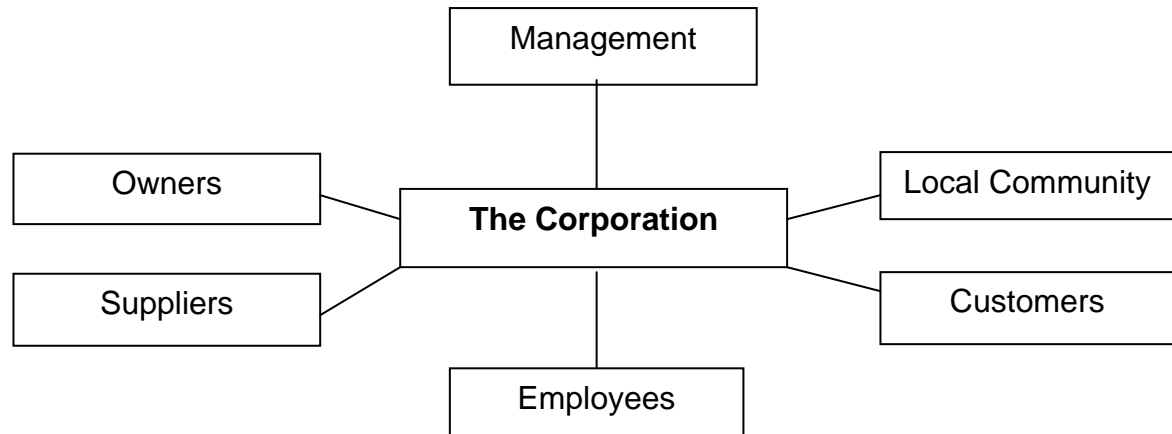 Management
Owners
Local Community
The Corporation
Suppliers
Customers
Employees